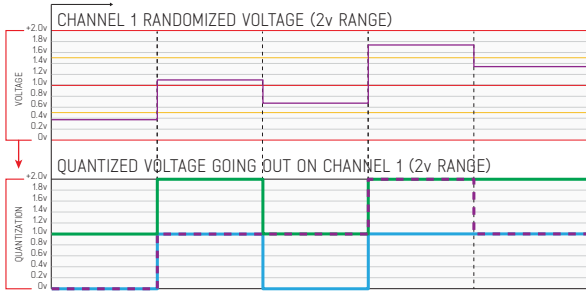 CHANNEL 1 RANDOMIZED VOLTAGE (2v RANGE)
VOLTAGE
+2.0v
1.8v
1.6v
1.4v
1.2v
1.0v
0.8v
0.6v
0.4v
0.2v
0v
QUANTIZED VOLTAGE GOING OUT ON CHANNEL 1 (2v RANGE)
QUANTIZATION
+2.0v
1.8v
1.6v
1.4v
1.2v
1.0v
0.8v
0.6v
0.4v
0.2v
0v